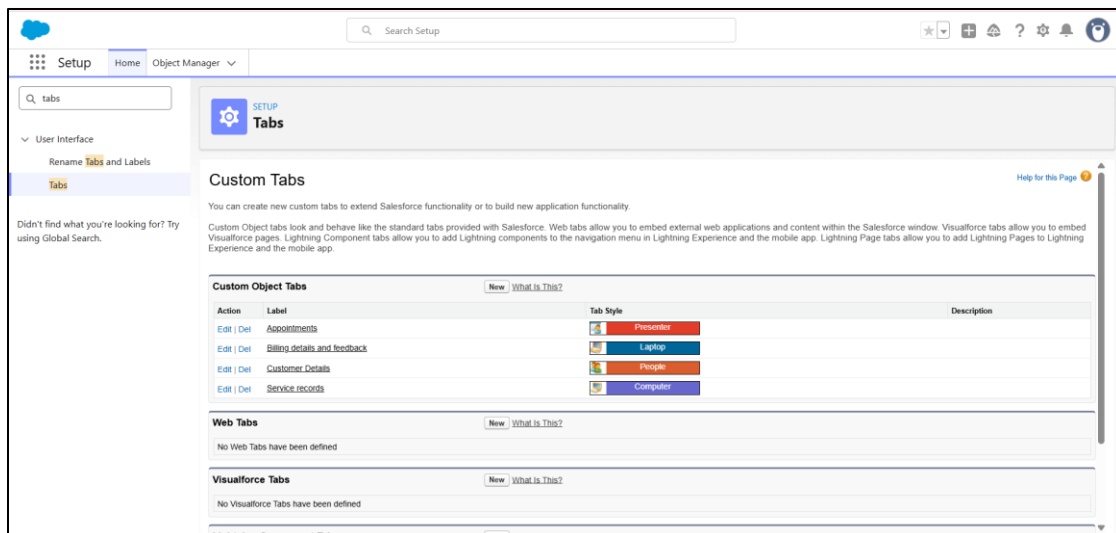 Search Setup
Setup
Home
Object Manager
tabs
User Interface
Rename Tabs and Labels
Tabs
Didn't find what you're looking for? Try
using Global Search.
SETUP
Tabs
Custom Tabs
Help for this Page ?
You can create new custom tabs to extend Salesforce functionality or to build new application functionality.
Custom Object tabs look and behave like the standard tabs provided with Salesforce. Web tabs allow you to embed external web applications and content within the Salesforce window. Visualforce tabs allow you to embed
Visualforce pages. Lightning Component tabs allow you to add Lightning components to the navigation menu in Lightning Experience and the mobile app. Lightning Page tabs allow you to add Lightning Pages to Lightning
Experience and the mobile app.
Custom Object Tabs New What Is This?
Action Label Tab Style Description
Edit | Del Appointments Presenter
Edit | Del Billing details and feedback Laptop
Edit | Del Customer Details People
Edit | Del Service records Computer
Web Tabs New What Is This?
No Web Tabs have been defined
Visualforce Tabs New What Is This?
No Visualforce Tabs have been defined